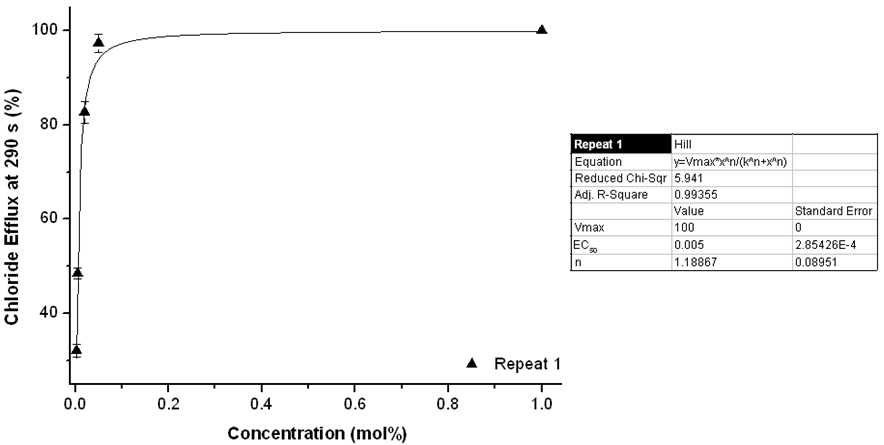 Chloride Efflux at 290 s (%)
100
80
60
40
0.0 0.2 0.4 0.6 0.8 1.0
Concentration (mol%)
Repeat 1
Repeat 1 Hill
Equation y=Vmax*x^n/(k^n+x^n)
Reduced Chi-Sqr 5.941
Adj. R-Square 0.99355
Value Standard Error
Vmax 100 0
EC50 0.005 2.85426E-4
n 1.18867 0.08951